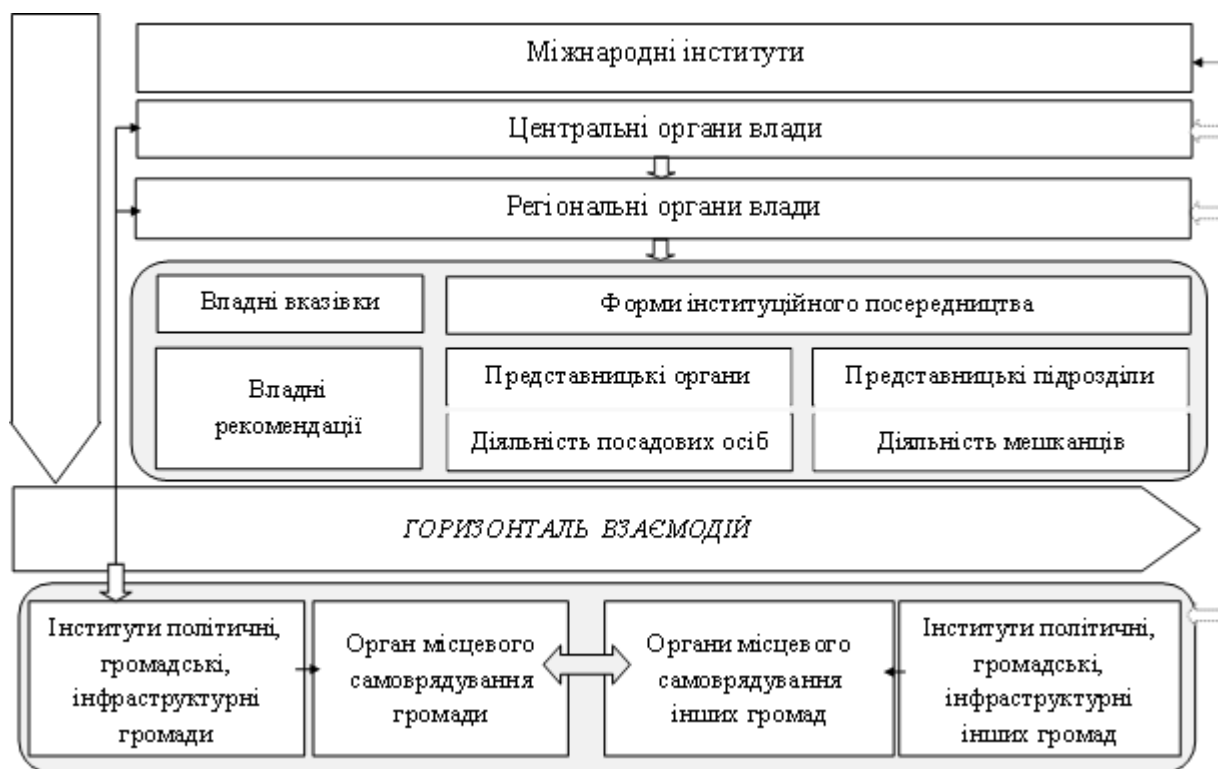 Міжнародні інститути
Центральні органи влади
Регіональні органи влади
Владні вказівки
Форми інституційного посередництва
Владні
рекомендації
Представницькі органи
Діяльність посадових осіб
Представницькі підрозділи
Діяльність мешканців
ГОРИЗОНТАЛЬ ВЗАЄМОДІЙ
Інститути політичні,
громадські,
інфраструктурні
громади
Орган місцевого
самоврядування
громади
Органи місцевого
самоврядування
інших громад
Інститути політичні,
громадські,
інфраструктурні
інших громад